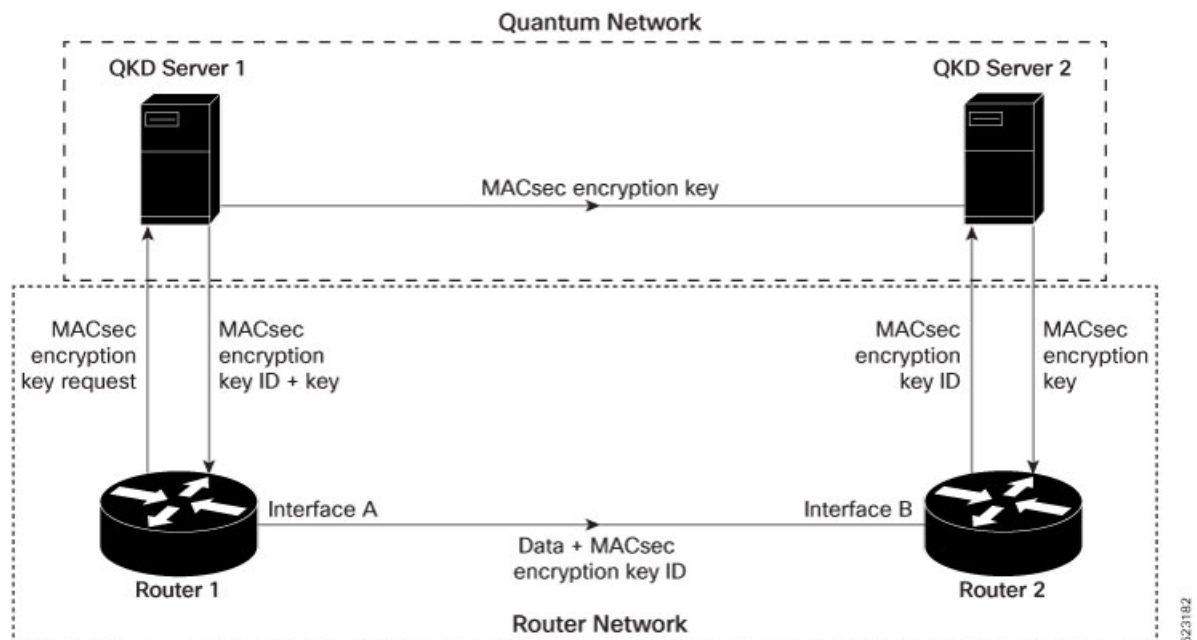 Quantum Network
QKD Server 1
QKD Server 2
MACsec encryption key
MACsec
encryption
key request
MACsec
encryption
key ID + key
MACsec
encryption
key ID
MACsec
encryption
key
Interface A
Interface B
Data + MACsec
encryption key ID
Router 1
Router 2
Router Network